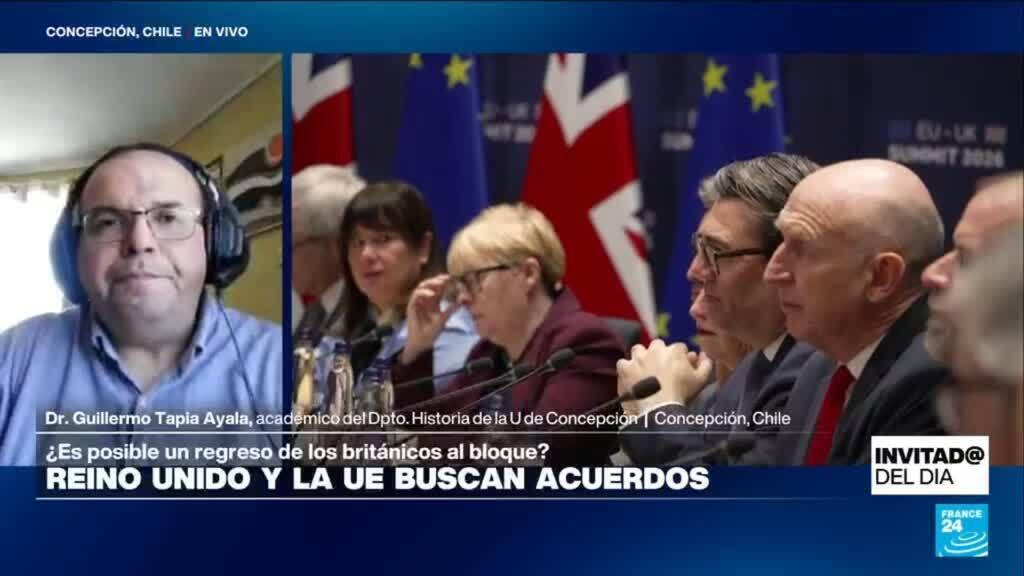 CONCEPCIÓN, CHILE / EN VIVO
EU-UK
SUMMIT 2026
Dr. Guillermo Tapia Ayala, académico del Dpto. Historia de la U de Concepción | Concepción, Chile
¿Es posible un regreso de los británicos al bloque?
REINO UNIDO Y LA UE BUSCAN ACUERDOS
INVITAD@
DEL DIA
FRANCE
24